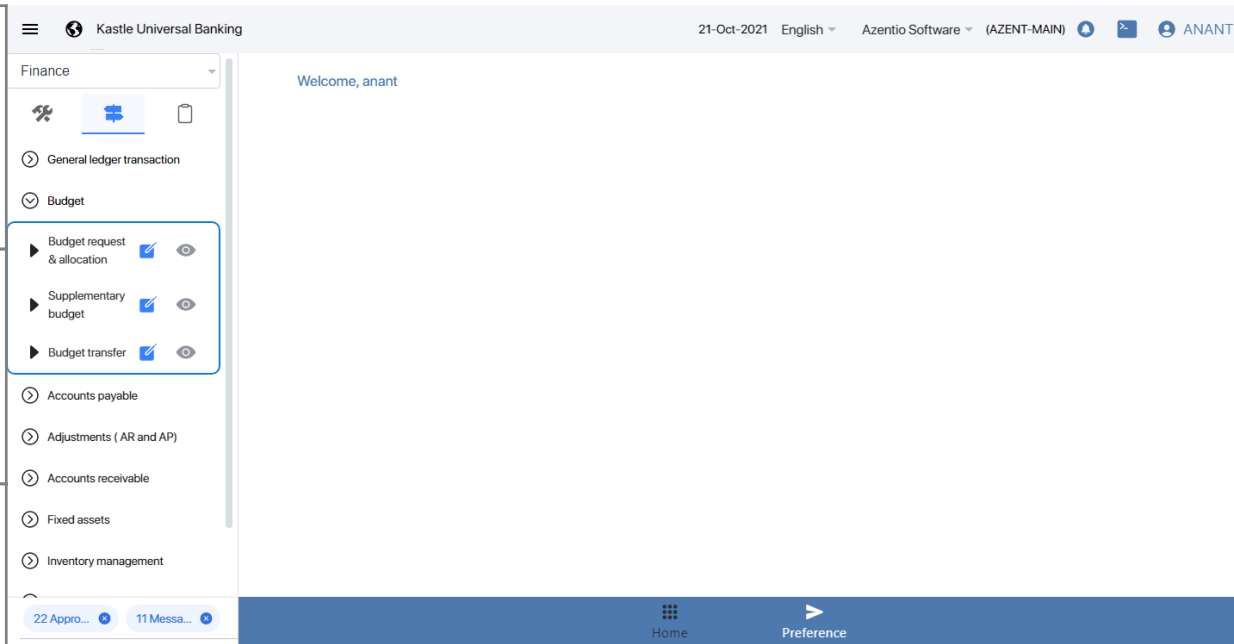 Kastle Universal Banking
21-Oct-2021 English Azentio Software (AZENT-MAIN) ANANT
Finance
Welcome, anant
General ledger transaction
Budget
Budget request
& allocation
Supplementary
budget
Budget transfer
Accounts payable
Adjustments ( AR and AP)
Accounts receivable
Fixed assets
Inventory management
22 Appro... 11 Messa...
Home Preference